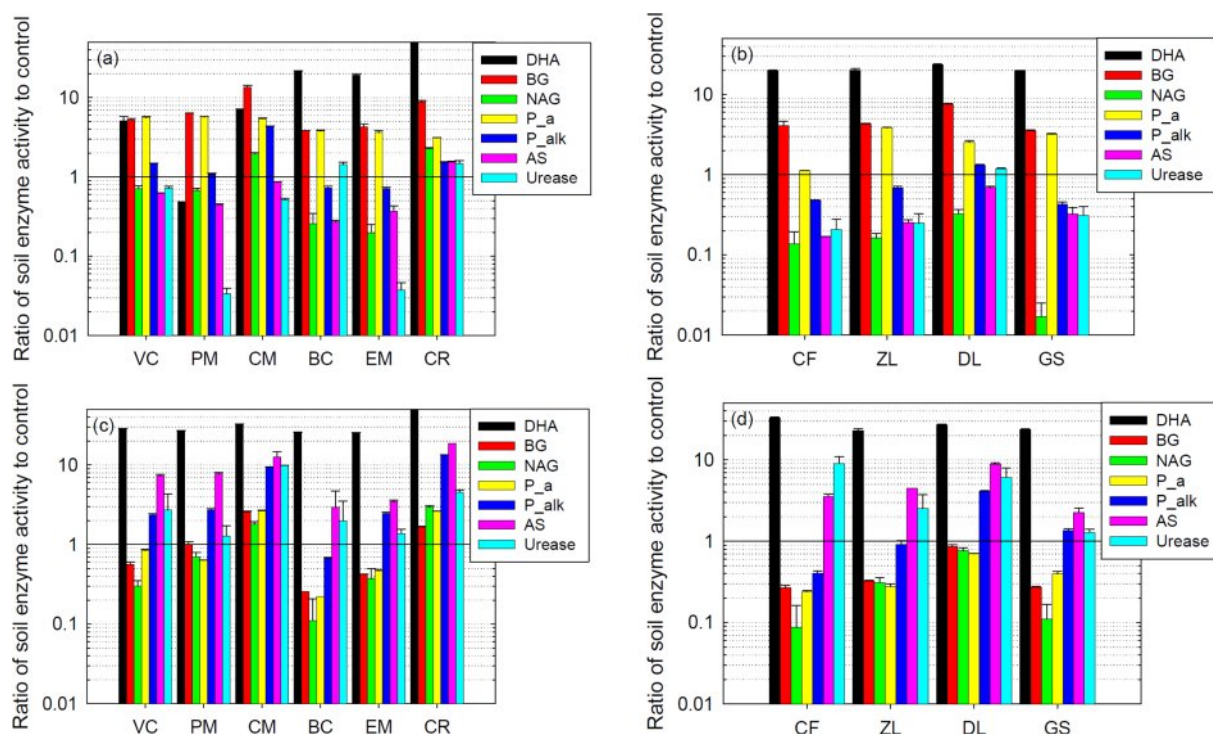 (a)
Ratio of soil enzyme activity to control
10
1
0.1
0.01
DHA
BG
NAG
P_a
P_alk
AS
Urease
VC PM CM BC EM CR
(b)
Ratio of soil enzyme activity to control
10
1
0.1
0.01
DHA
BG
NAG
P_a
P_alk
AS
Urease
CF ZL DL GS
(c)
Ratio of soil enzyme activity to control
10
1
0.1
0.01
DHA
BG
NAG
P_a
P_alk
AS
Urease
VC PM CM BC EM CR
(d)
Ratio of soil enzyme activity to control
10
1
0.1
0.01
DHA
BG
NAG
P_a
P_alk
AS
Urease
CF ZL DL GS